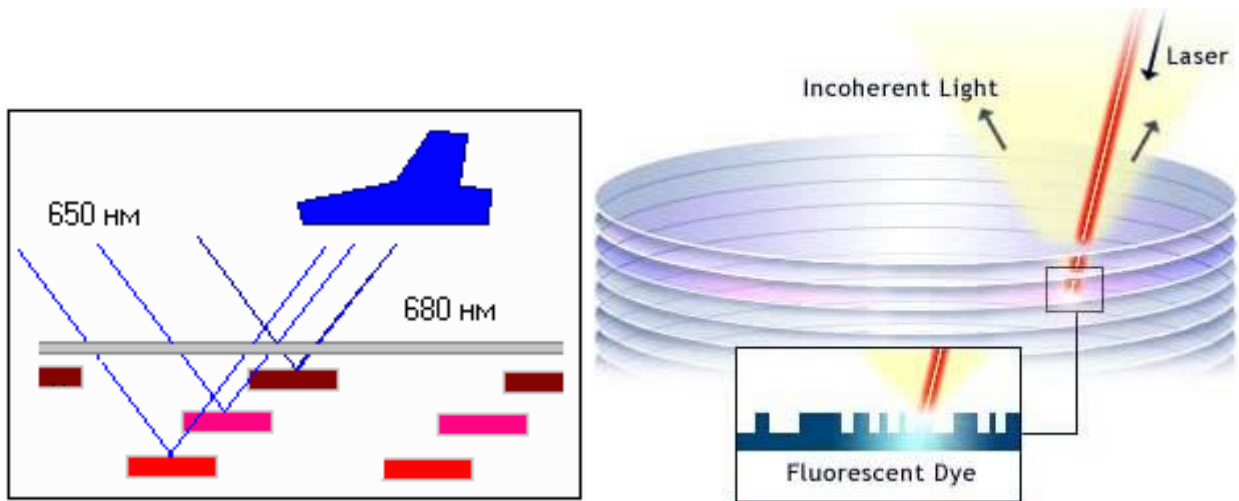 650 нм
680 нм
Laser
Incoherent Light
Fluorescent Dye